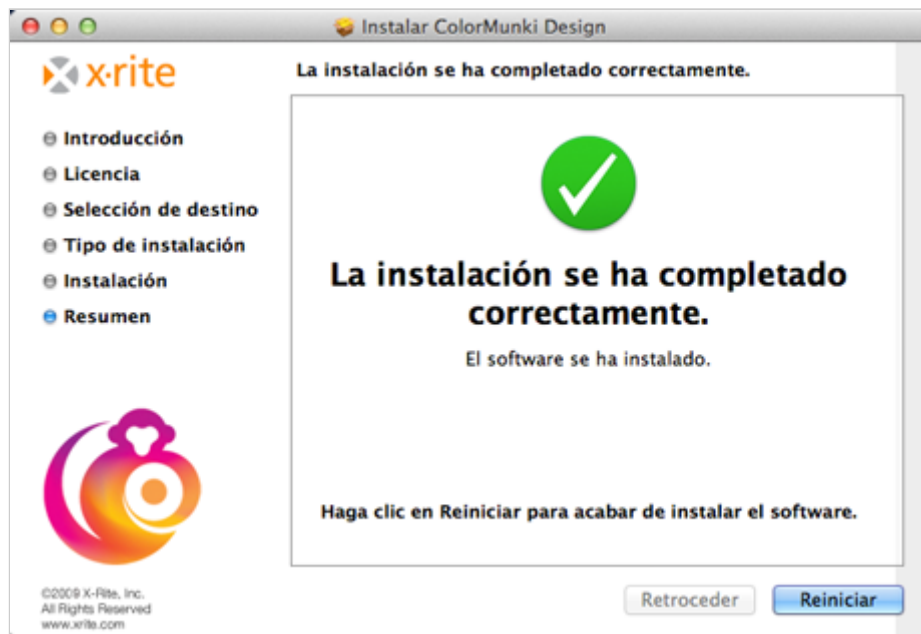 Instalar ColorMunki Design
x·rite
La instalación se ha completado correctamente.
Introducción
Licencia
Selección de destino
Tipo de instalación
Instalación
Resumen
La instalación se ha completado
correctamente.
El software se ha instalado.
Haga clic en Reiniciar para acabar de instalar el software.
©2009 X-Rite, Inc.
All Rights Reserved
www.xrite.com
Retroceder
Reiniciar